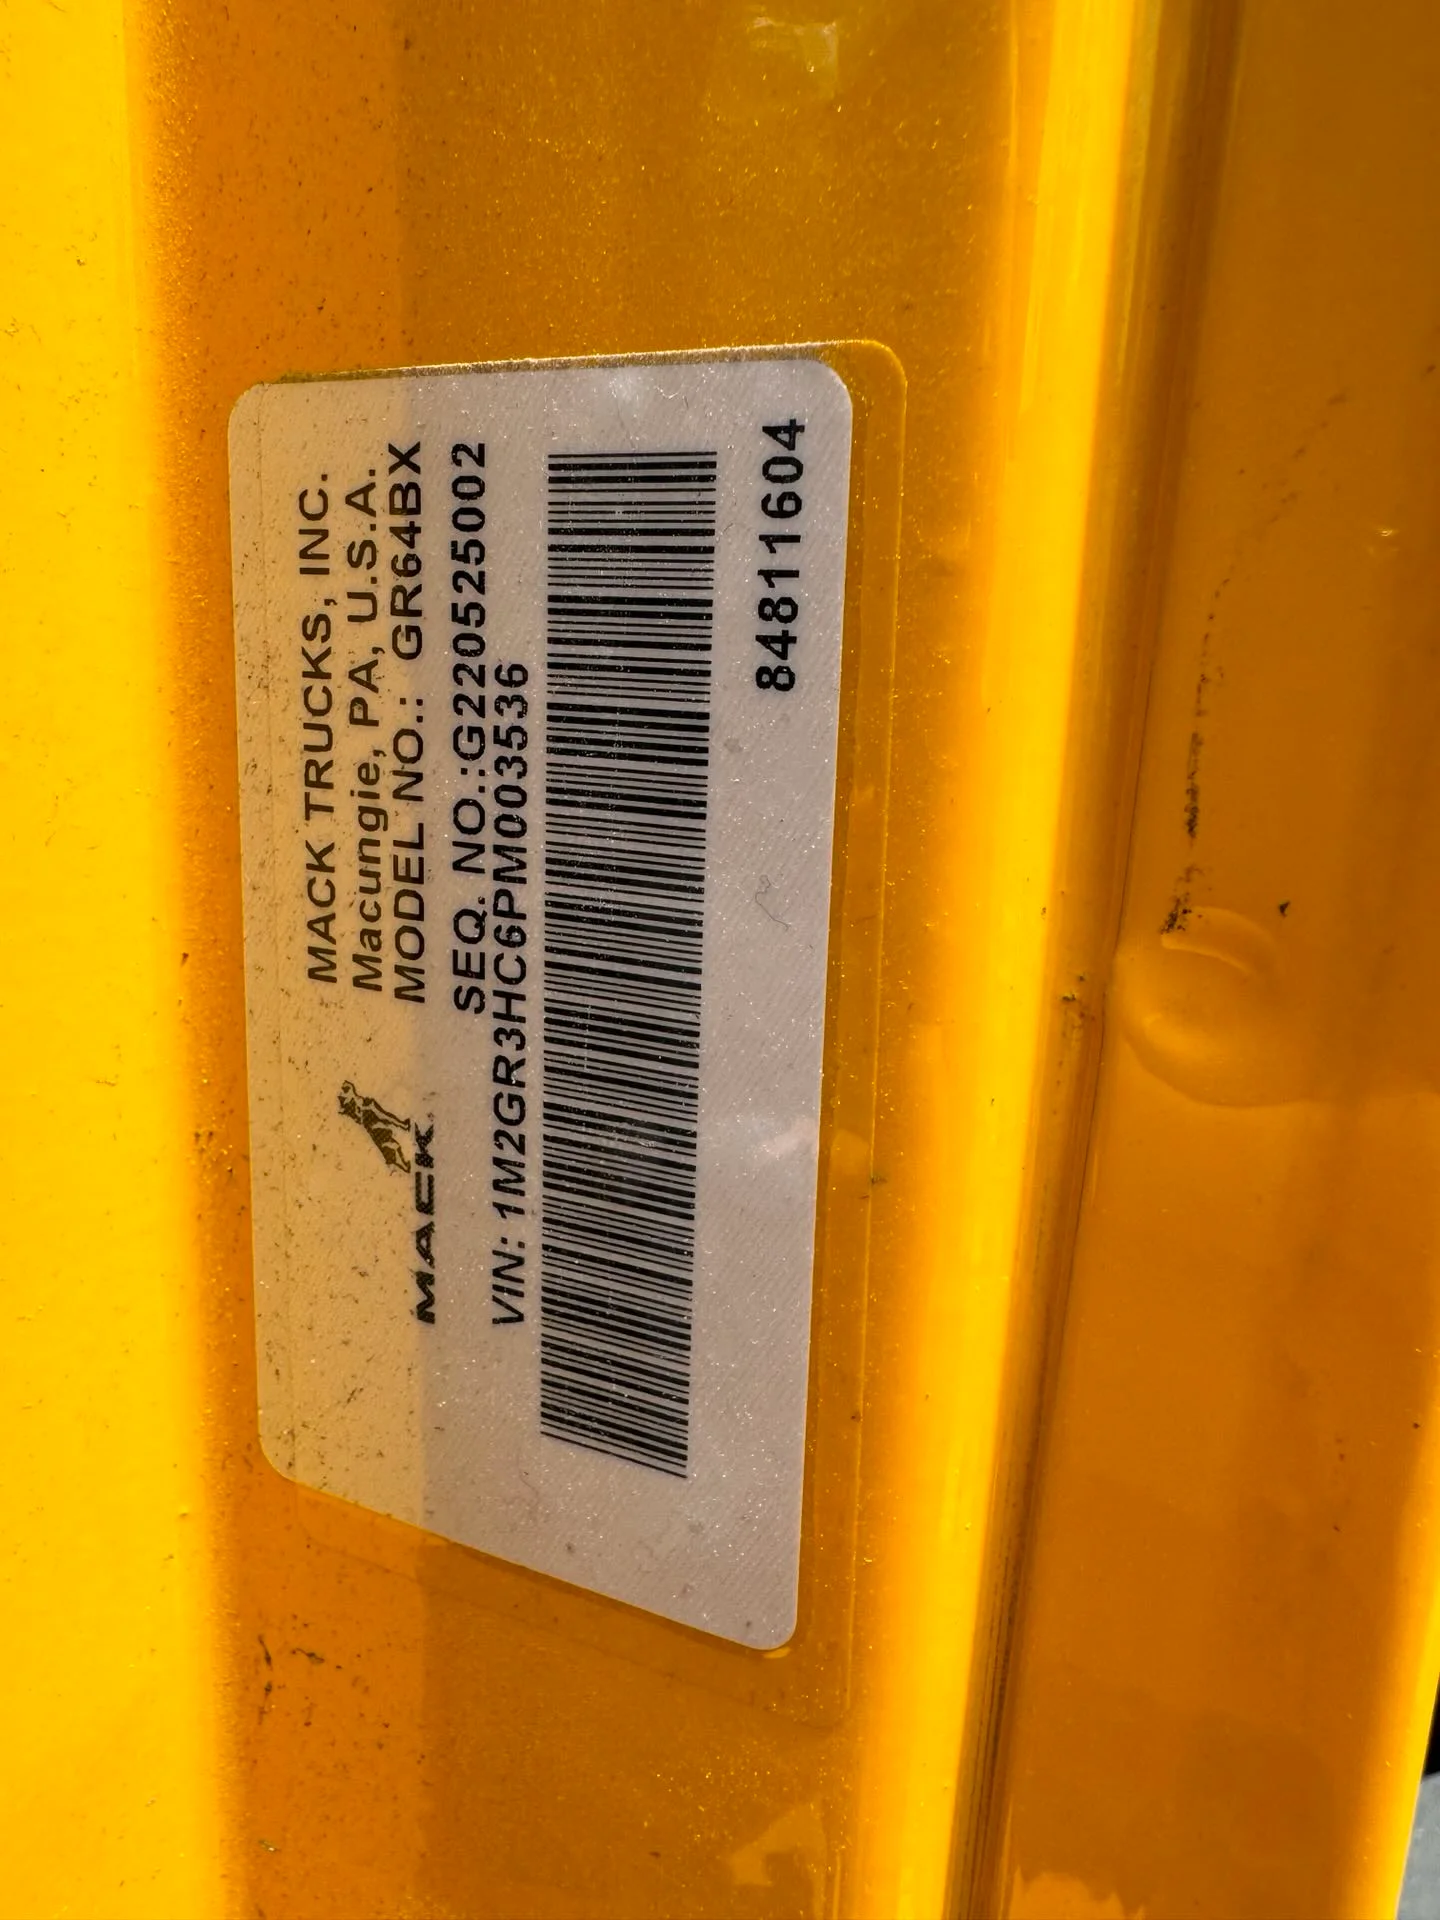 MACK TRUCKS, INC.
Macungie, PA, U.S.A.
MODEL NO.: GR64BX
MACK
SEQ. NO.:G220525002
VIN: 1M2GR3HC6PM003536
84811604